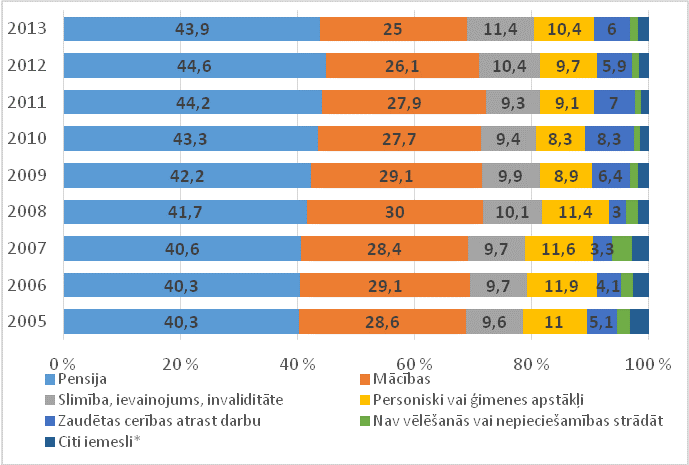 2013 43,9 25 11,4 10,4 6
2012 44,6 26,1 10,4 9,7 5,9
2011 44,2 27,9 9,3 9,1 7
2010 43,3 27,7 9,4 8,3 8,3
2009 42,2 29,1 9,9 8,9 6,4
2008 41,7 30 10,1 11,4 3
2007 40,6 28,4 9,7 11,6 3,3
2006 40,3 29,1 9,7 11,9 4,1
2005 40,3 28,6 9,6 11 5,1
0 % 20 % 40 % 60 % 80 % 100 %
Pensija Mācības
Slimība, ievainojums, invaliditāte Personiski vai ģimenes apstākļi
Zaudētas cerības atrast darbu Nav vēlēšanās vai nepieciešamības strādāt
Citi iemesli*